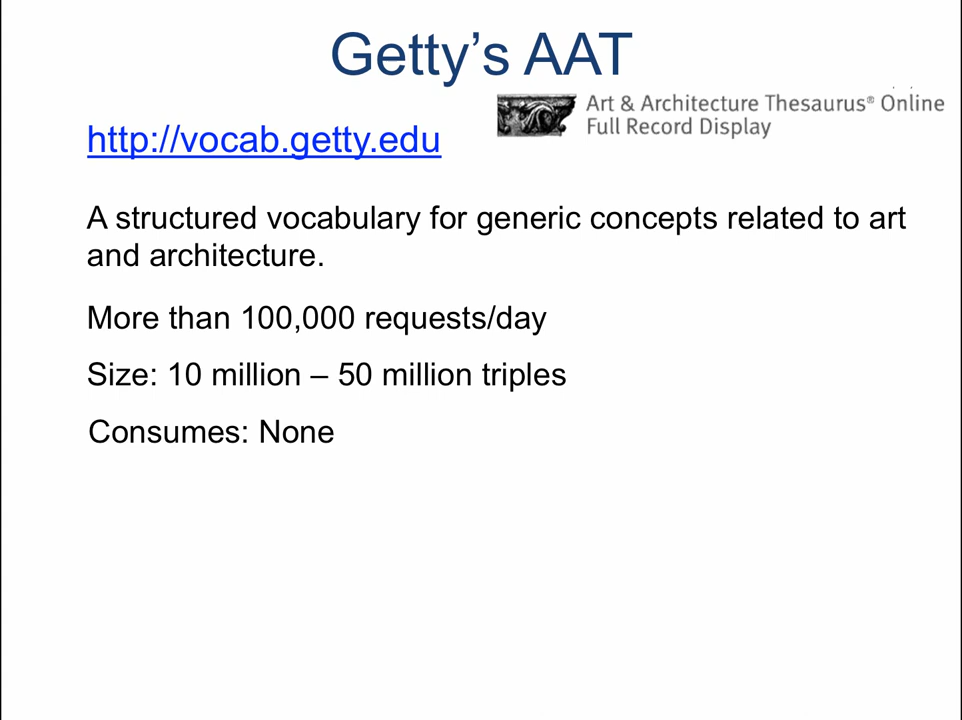 Getty’s AAT
Art & Architecture Thesaurus® Online
Full Record Display
http://vocab.getty.edu
A structured vocabulary for generic concepts related to art
and architecture.
More than 100,000 requests/day
Size: 10 million – 50 million triples
Consumes: None